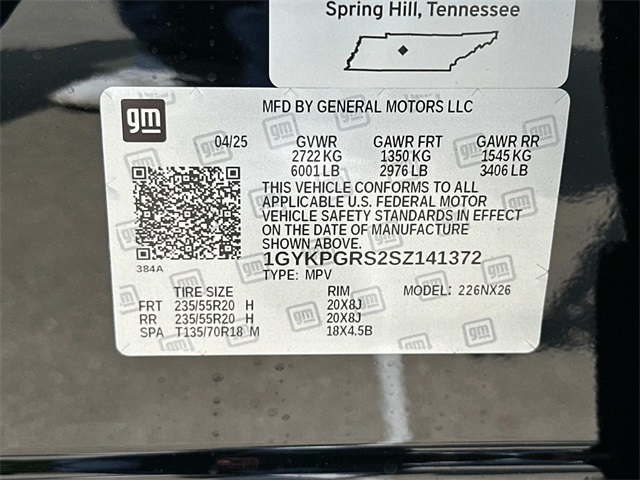 Spring Hill, Tennessee
gm
MFD BY GENERAL MOTORS LLC
04/25 GVWR GAWR FRT GAWR RR
2722 KG 1350 KG 1545 KG
6001 LB 2976 LB 3406 LB
THIS VEHICLE CONFORMS TO ALL
APPLICABLE U.S. FEDERAL MOTOR
VEHICLE SAFETY STANDARDS IN EFFECT
ON THE DATE OF MANUFACTURE
SHOWN ABOVE.
384A
1GYKPGRS2SZ141372
TYPE: MPV
TIRE SIZE RIM MODEL: 226NX26
FRT 235/55R20 H 20X8J
RR 235/55R20 H 20X8J
SPA T135/70R18 M 18X4.5B